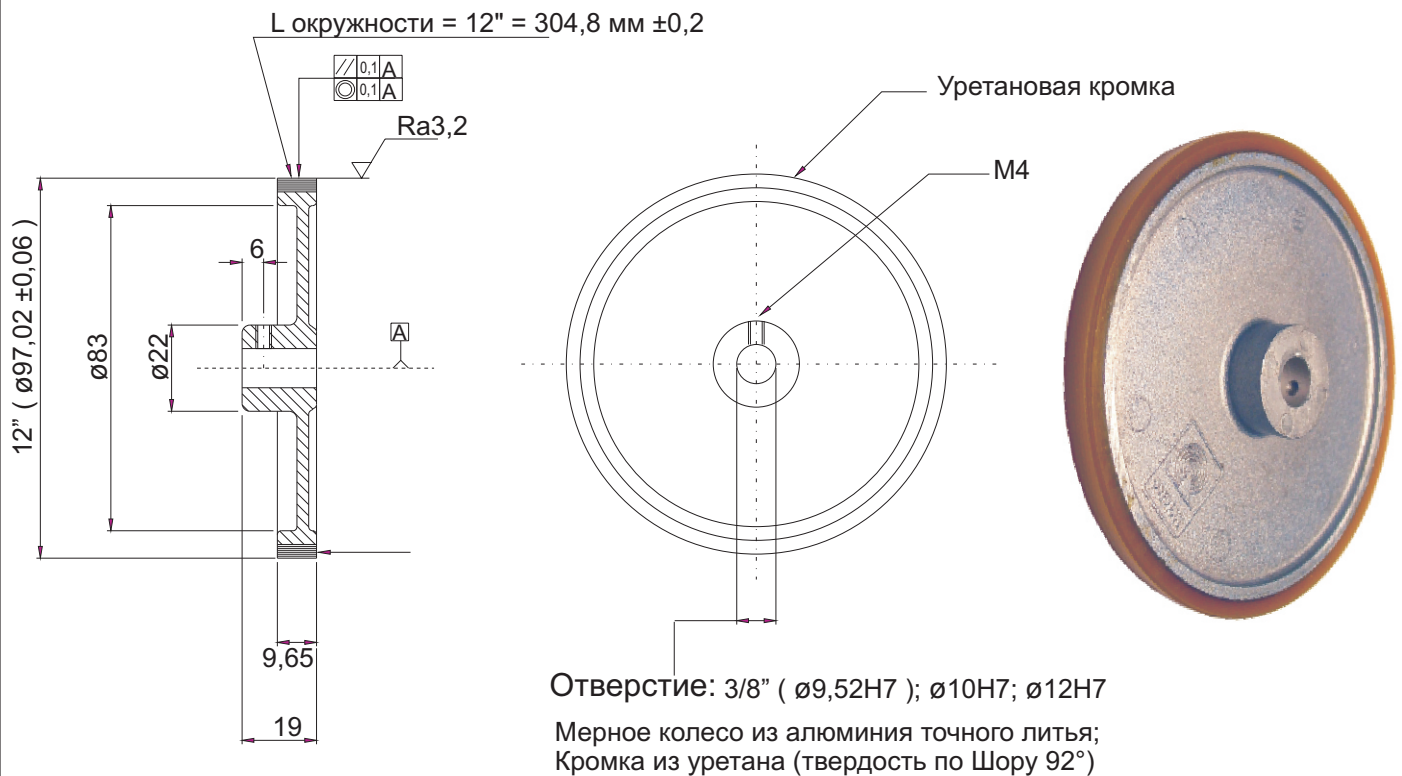 L окружности = 12" = 304,8 мм ±0,2
// 0,1 A
◎ 0,1 A
Ra3,2
Уретановая кромка
M4
6
A
12” ( ø97,02 ±0,06 )
ø83
ø22
9,65
19
Отверстие: 3/8” ( ø9,52H7 ); ø10H7; ø12H7
Мерное колесо из алюминия точного литья;
Кромка из уретана (твердость по Шору 92°)